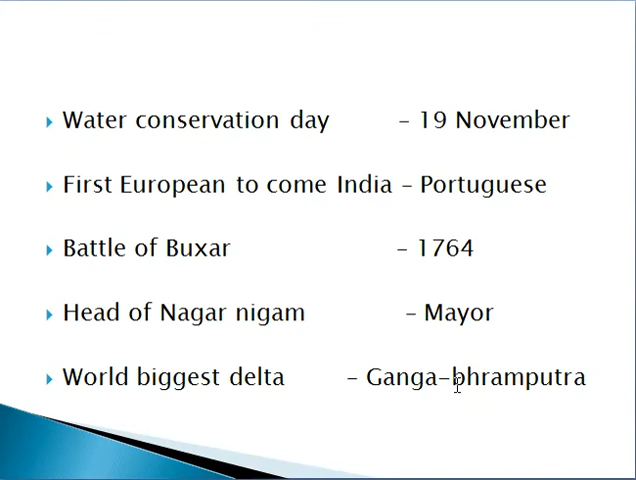 Water conservation day - 19 November
First European to come India - Portuguese
Battle of Buxar - 1764
Head of Nagar nigam - Mayor
World biggest delta - Ganga-bhramputra